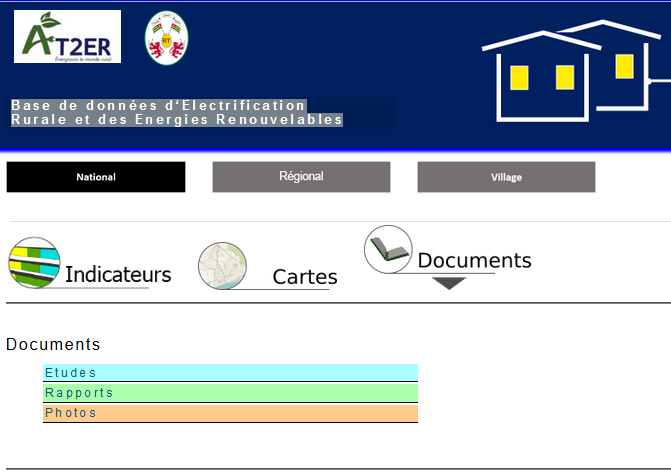 AT2ER
Énergisons le monde rural
RT
Base de données d'Electrification
Rurale et des Energies Renouvelables
National
Régional
Village
Indicateurs
Cartes
Documents
Documents
Etudes
Rapports
Photos